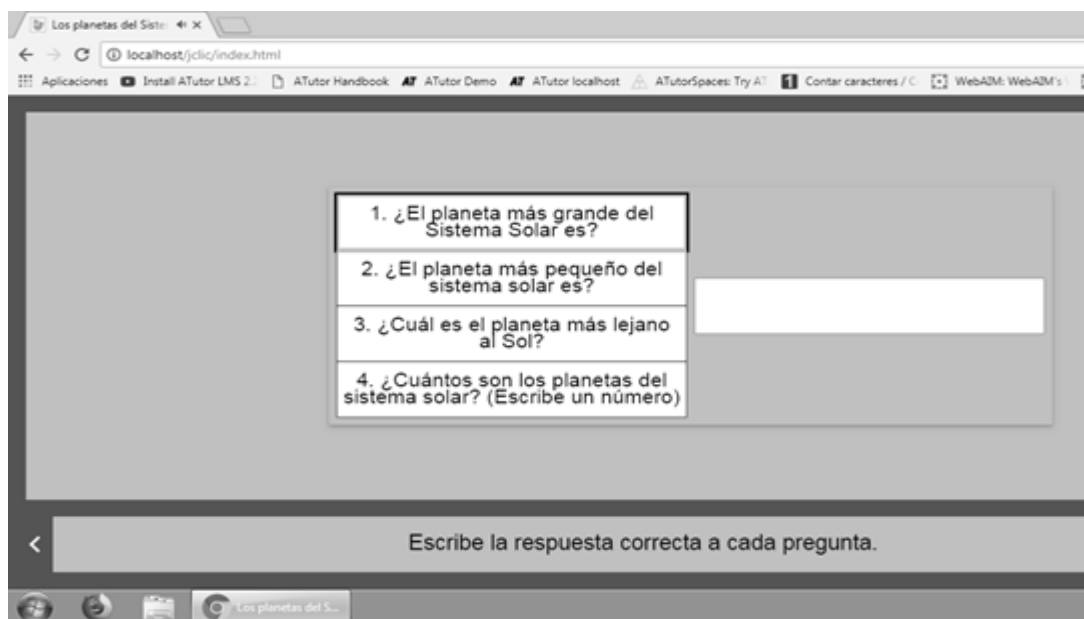 Los planetas del Siste
localhost/jclic/index.html
Aplicaciones Install ATutor LMS 2. ATutor Handbook AT ATutor Demo AT ATutor localhost ATutorSpaces: Try AT Contar caracteres / C WebAIM: WebAIM's
1. ¿El planeta más grande del
Sistema Solar es?
2. ¿El planeta más pequeño del
sistema solar es?
3. ¿Cuál es el planeta más lejano
al Sol?
4. ¿Cuántos son los planetas del
sistema solar? (Escribe un número)
Escribe la respuesta correcta a cada pregunta.
Los planetas del S...